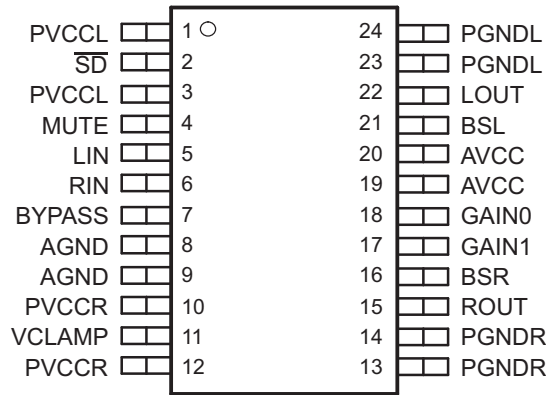 PVCCL 1 24 PGNDL
S̅D̅ 2 23 PGNDL
PVCCL 3 22 LOUT
MUTE 4 21 BSL
LIN 5 20 AVCC
RIN 6 19 AVCC
BYPASS 7 18 GAIN0
AGND 8 17 GAIN1
AGND 9 16 BSR
PVCCR 10 15 ROUT
VCLAMP 11 14 PGNDR
PVCCR 12 13 PGNDR